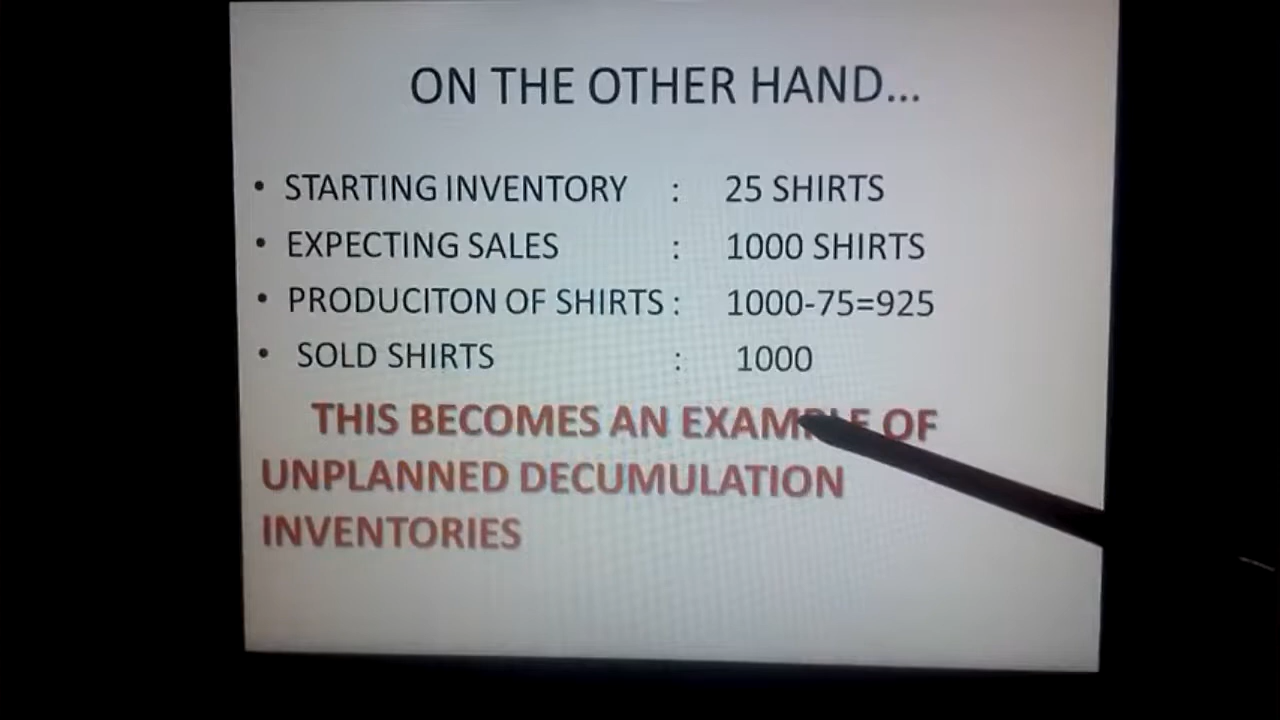 ON THE OTHER HAND...
• STARTING INVENTORY : 25 SHIRTS
• EXPECTING SALES : 1000 SHIRTS
• PRODUCITON OF SHIRTS : 1000-75=925
• SOLD SHIRTS : 1000
THIS BECOMES AN EXAMPLE OF
UNPLANNED DECUMULATION
INVENTORIES